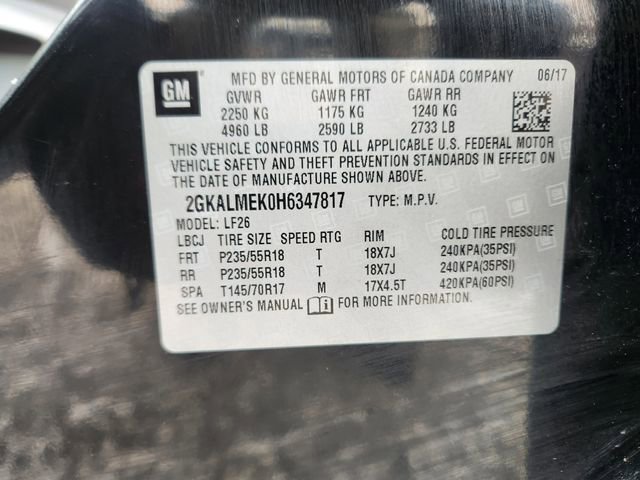 GM
MFD BY GENERAL MOTORS OF CANADA COMPANY 06/17
GVWR GAWR FRT GAWR RR
2250 KG 1175 KG 1240 KG
4960 LB 2590 LB 2733 LB
THIS VEHICLE CONFORMS TO ALL APPLICABLE U.S. FEDERAL MOTOR
VEHICLE SAFETY AND THEFT PREVENTION STANDARDS IN EFFECT ON
THE DATE OF MANUFACTURE SHOWN ABOVE.
2GKALMEK0H6347817 TYPE: M.P.V.
MODEL: LF26
LBCJ TIRE SIZE SPEED RTG RIM COLD TIRE PRESSURE
FRT P235/55R18 T 18X7J 240KPA(35PSI)
RR P235/55R18 T 18X7J 240KPA(35PSI)
SPA T145/70R17 M 17X4.5T 420KPA(60PSI)
SEE OWNER'S MANUAL FOR MORE INFORMATION.